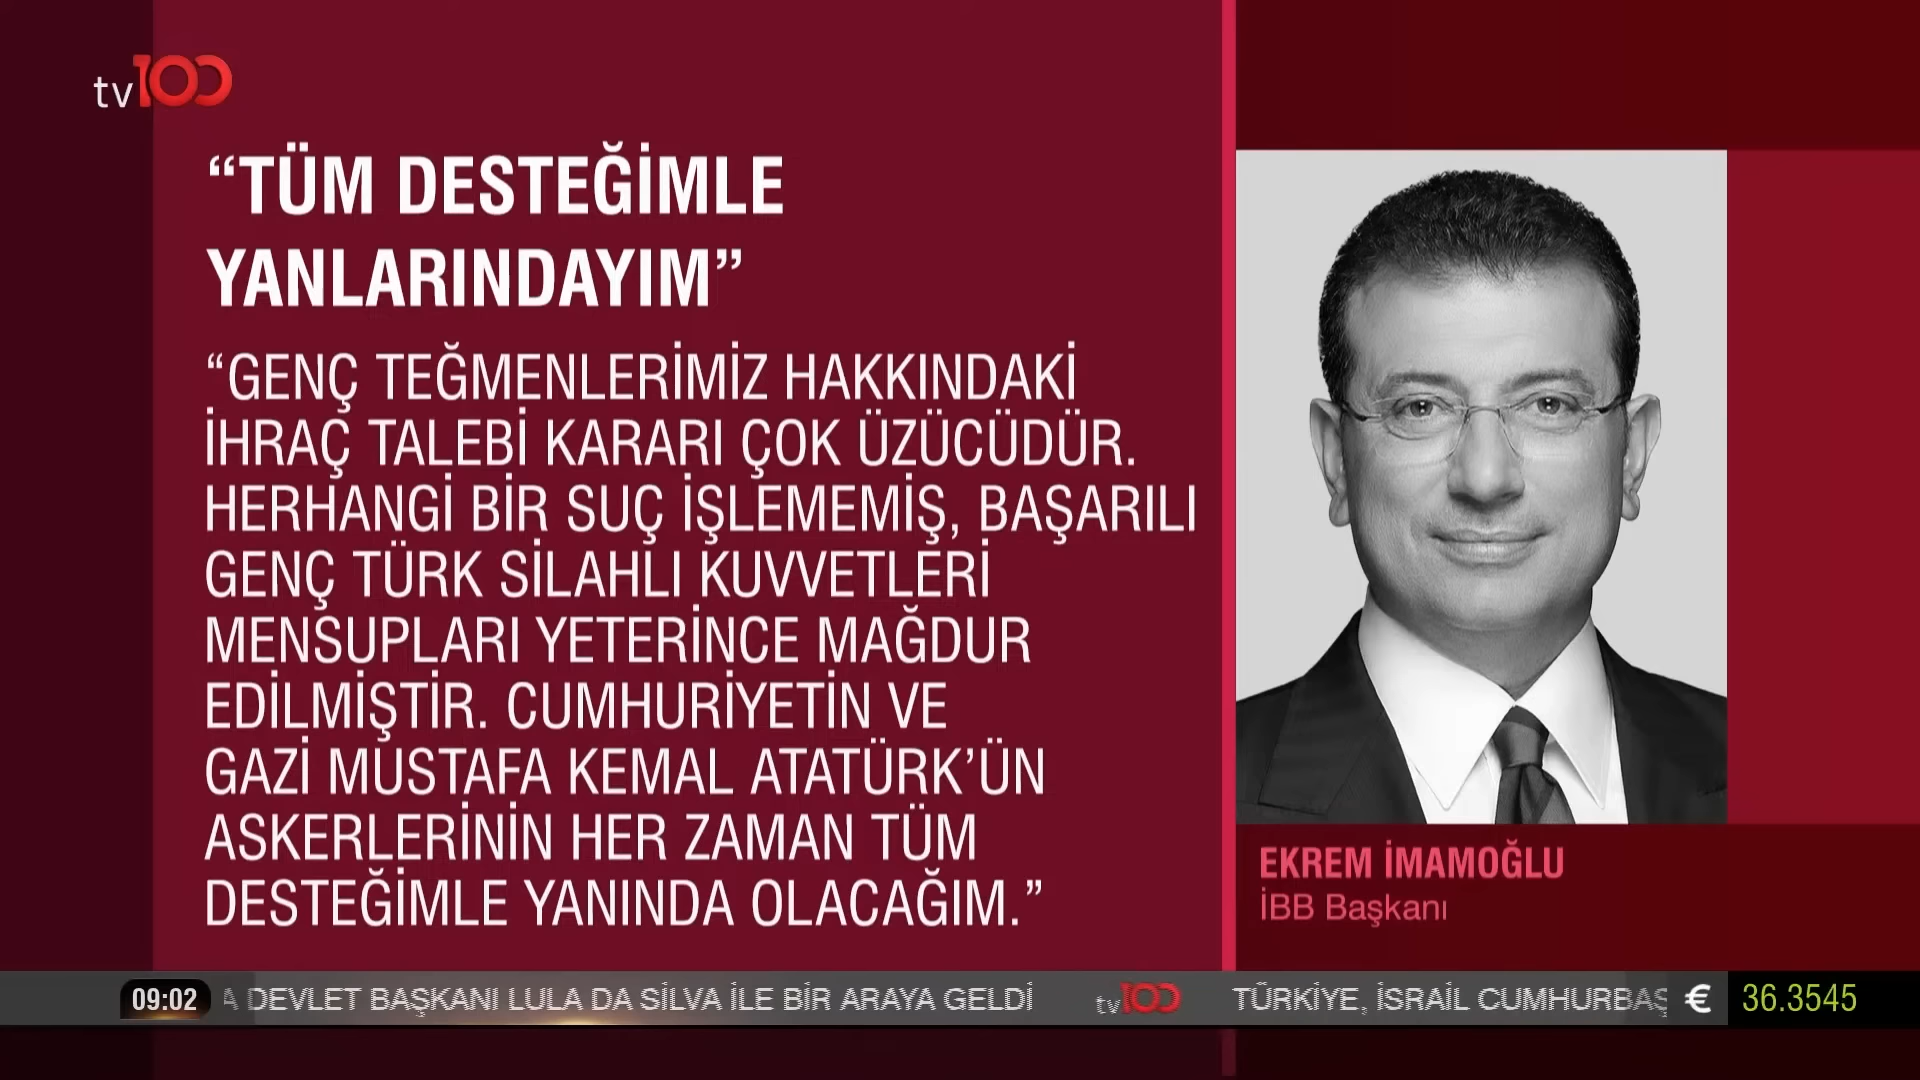 tv100
“TÜM DESTEĞİMLE
YANLARINDAYIM”
“GENÇ TEĞMENLERİMİZ HAKKINDAKİ
İHRAÇ TALEBİ KARARI ÇOK ÜZÜCÜDÜR.
HERHANGİ BİR SUÇ İŞLEMEMİŞ, BAŞARILI
GENÇ TÜRK SİLAHLI KUVVETLERİ
MENSUPLARI YETERİNCE MAĞDUR
EDİLMİŞTİR. CUMHURİYETİN VE
GAZİ MUSTAFA KEMAL ATATÜRK’ÜN
ASKERLERİNİN HER ZAMAN TÜM
DESTEĞİMLE YANINDA OLACAĞIM.”
EKREM İMAMOĞLU
İBB Başkanı
09:02 A DEVLET BAŞKANI LULA DA SİLVA İLE BİR ARAYA GELDİ tv100 TÜRKİYE, İSRAİL CUMHURBAŞ € 36.3545